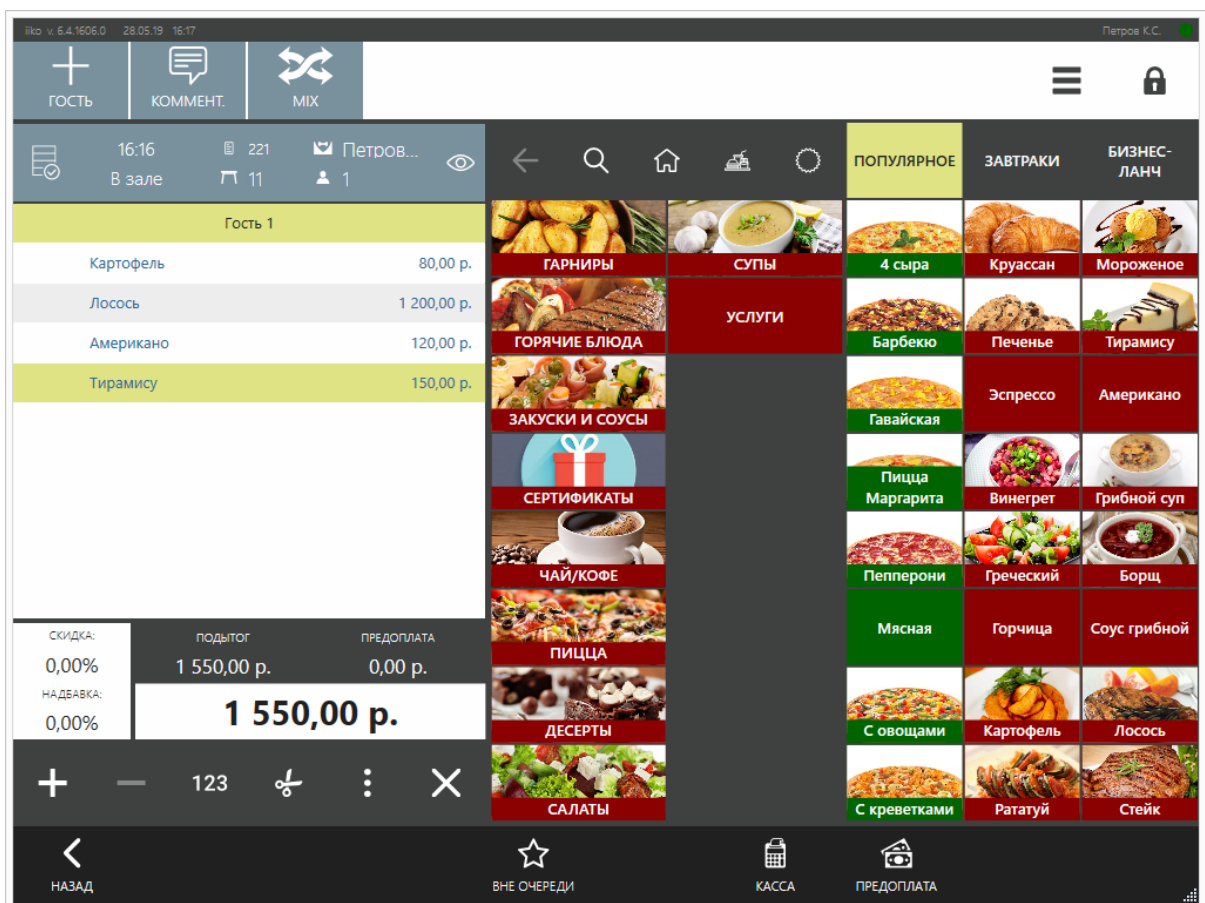 iiko v. 6.4.1606.0 28.05.19 16:17 Петров К.С.
ГОСТЬ КОММЕНТ. MIX
16:16 221 Петров...
В зале 11 1
ПОПУЛЯРНОЕ ЗАВТРАКИ БИЗНЕС-
ЛАНЧ
Гость 1
Картофель 80,00 р.
Лосось 1 200,00 р.
Американо 120,00 р.
Тирамису 150,00 р.
СКИДКА: ПОДЫТОГ ПРЕДОПЛАТА
0,00% 1 550,00 р. 0,00 р.
НАДБАВКА:
0,00% 1 550,00 р.
123
ГАРНИРЫ СУПЫ
ГОРЯЧИЕ БЛЮДА УСЛУГИ
ЗАКУСКИ И СОУСЫ
СЕРТИФИКАТЫ
ЧАЙ/КОФЕ
ПИЦЦА
ДЕСЕРТЫ
САЛАТЫ
4 сыра Круассан Мороженое
Барбекю Печенье Тирамису
Гавайская Эспрессо Американо
Пицца
Маргарита Винегрет Грибной суп
Пепперони Греческий Борщ
Мясная Горчица Соус грибной
С овощами Картофель Лосось
С креветками Рататуй Стейк
НАЗАД ВНЕ ОЧЕРЕДИ КАССА ПРЕДОПЛАТА